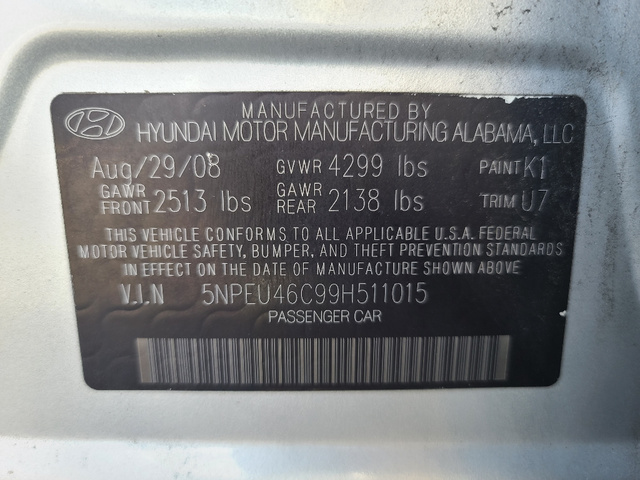 MANUFACTURED BY
HYUNDAI MOTOR MANUFACTURING ALABAMA, LLC
Aug/29/08 GVWR 4299 lbs PAINT K1
GAWR FRONT 2513 lbs GAWR REAR 2138 lbs TRIM U7
THIS VEHICLE CONFORMS TO ALL APPLICABLE U.S.A. FEDERAL
MOTOR VEHICLE SAFETY, BUMPER, AND THEFT PREVENTION STANDARDS
IN EFFECT ON THE DATE OF MANUFACTURE SHOWN ABOVE
V.I.N 5NPEU46C99H511015
PASSENGER CAR